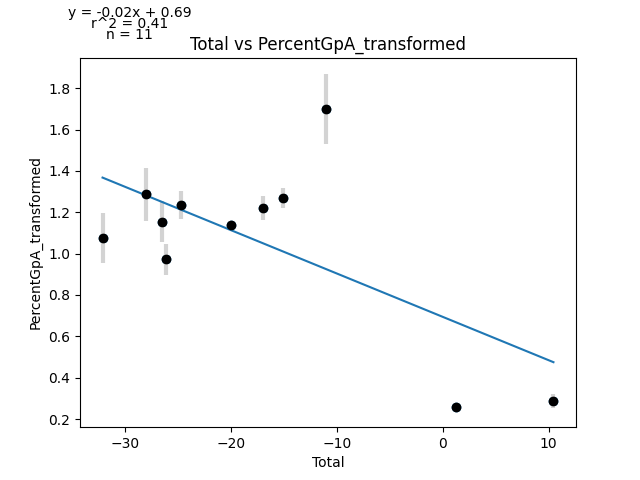 y = -0.02x + 0.69
r^2 = 0.41
n = 11
Total vs PercentGpA_transformed
PercentGpA_transformed
1.8
1.6
1.4
1.2
1.0
0.8
0.6
0.4
0.2
−30 −20 −10 0 10
Total